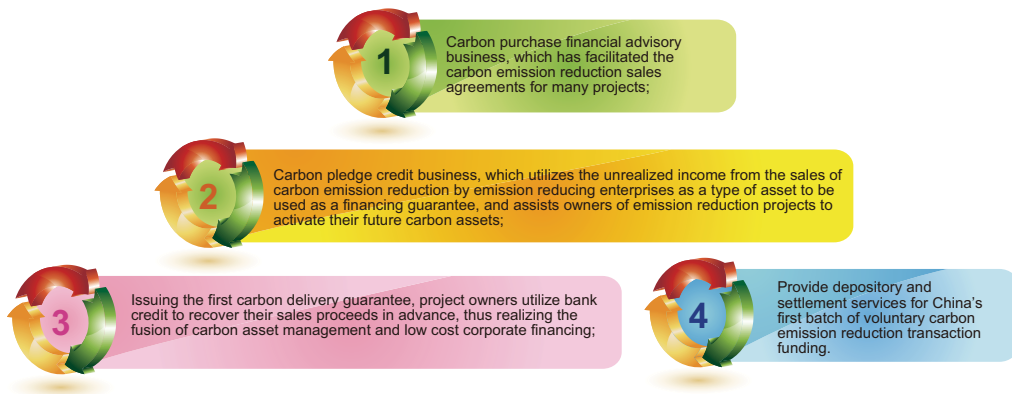 1
Carbon purchase financial advisory
business, which has facilitated the
carbon emission reduction sales
agreements for many projects;
2
Carbon pledge credit business, which utilizes the unrealized income from the sales of
carbon emission reduction by emission reducing enterprises as a type of asset to be
used as a financing guarantee, and assists owners of emission reduction projects to
activate their future carbon assets;
3
Issuing the first carbon delivery guarantee, project owners utilize bank
credit to recover their sales proceeds in advance, thus realizing the
fusion of carbon asset management and low cost corporate financing;
4
Provide depository and
settlement services for China's
first batch of voluntary carbon
emission reduction transaction
funding.